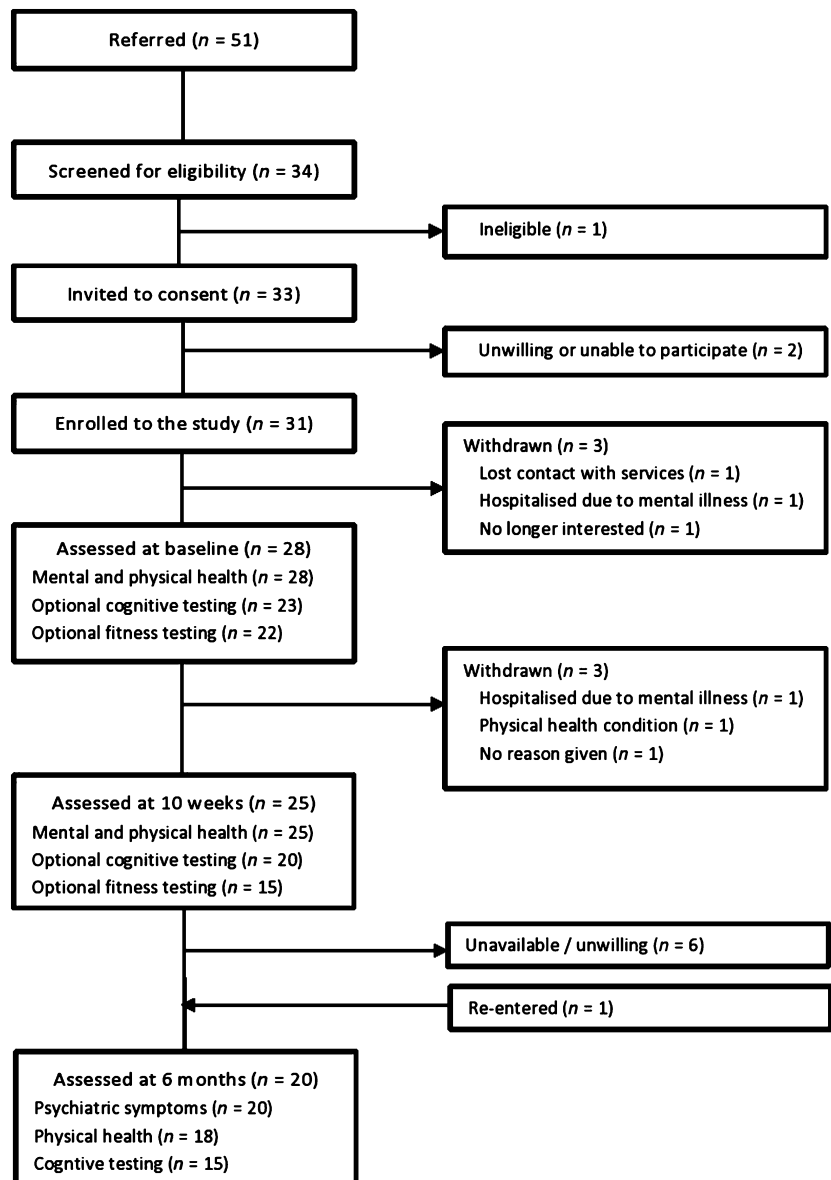 Referred (n = 51)
Screened for eligibility (n = 34)
Ineligible (n = 1)
Invited to consent (n = 33)
Unwilling or unable to participate (n = 2)
Enrolled to the study (n = 31)
Withdrawn (n = 3)
Lost contact with services (n = 1)
Hospitalised due to mental illness (n = 1)
No longer interested (n = 1)
Assessed at baseline (n = 28)
Mental and physical health (n = 28)
Optional cognitive testing (n = 23)
Optional fitness testing (n = 22)
Withdrawn (n = 3)
Hospitalised due to mental illness (n = 1)
Physical health condition (n = 1)
No reason given (n = 1)
Assessed at 10 weeks (n = 25)
Mental and physical health (n = 25)
Optional cognitive testing (n = 20)
Optional fitness testing (n = 15)
Unavailable / unwilling (n = 6)
Re-entered (n = 1)
Assessed at 6 months (n = 20)
Psychiatric symptoms (n = 20)
Physical health (n = 18)
Cogntive testing (n = 15)